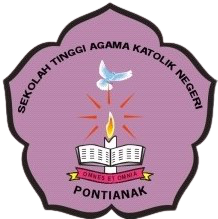 SEKOLAH TINGGI AGAMA KATOLIK NEGERI
OMNES ET OMNIA
PONTIANAK